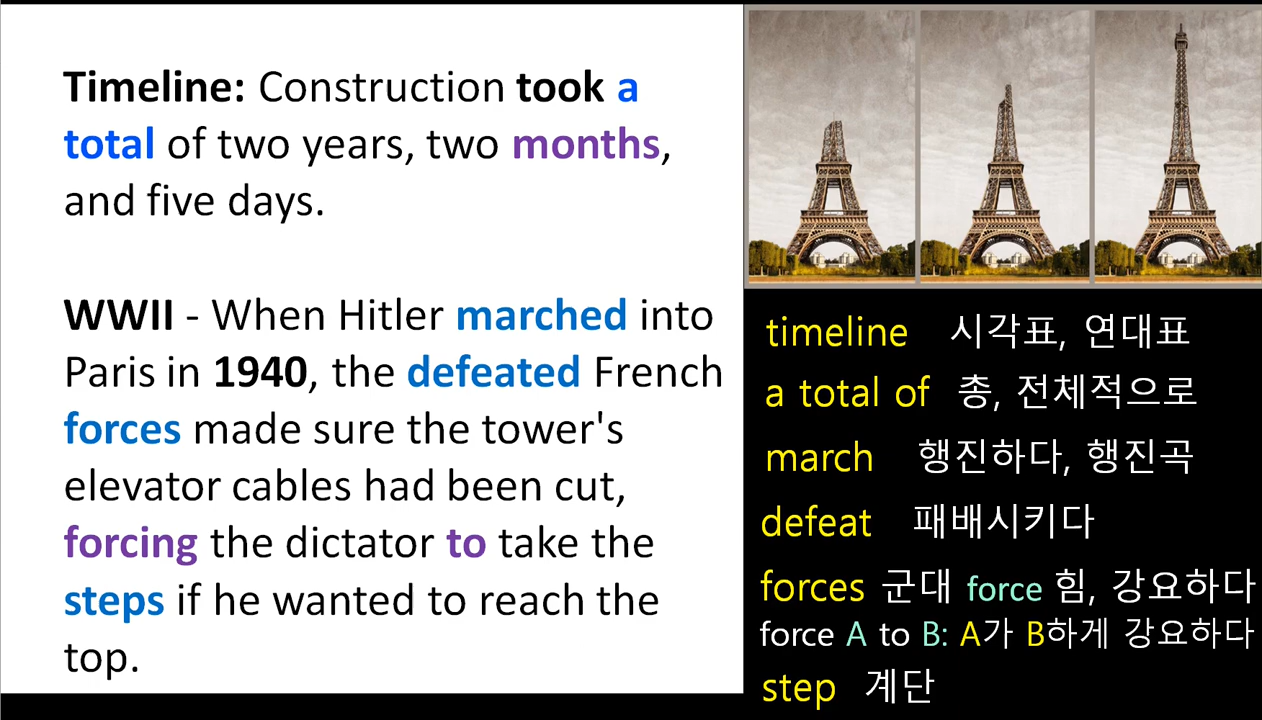 Timeline: Construction took a
total of two years, two months,
and five days.
WWII - When Hitler marched into
Paris in 1940, the defeated French
forces made sure the tower's
elevator cables had been cut,
forcing the dictator to take the
steps if he wanted to reach the
top.
timeline 시각표, 연대표
a total of 총, 전체적으로
march 행진하다, 행진곡
defeat 패배시키다
forces 군대 force 힘, 강요하다
force A to B: A가 B하게 강요하다
step 계단